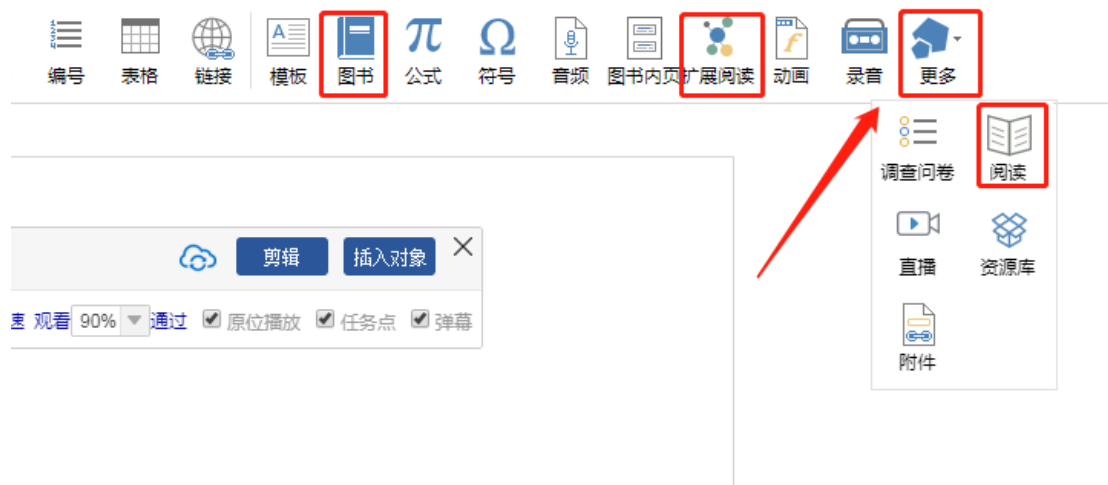 编号 表格 链接 模板 图书 公式 符号 音频 图书内页 扩展阅读 动画 录音 更多
调查问卷 阅读
直播 资源库
附件
剪辑 插入对象
速 观看 90% 通过 原位播放 任务点 弹幕